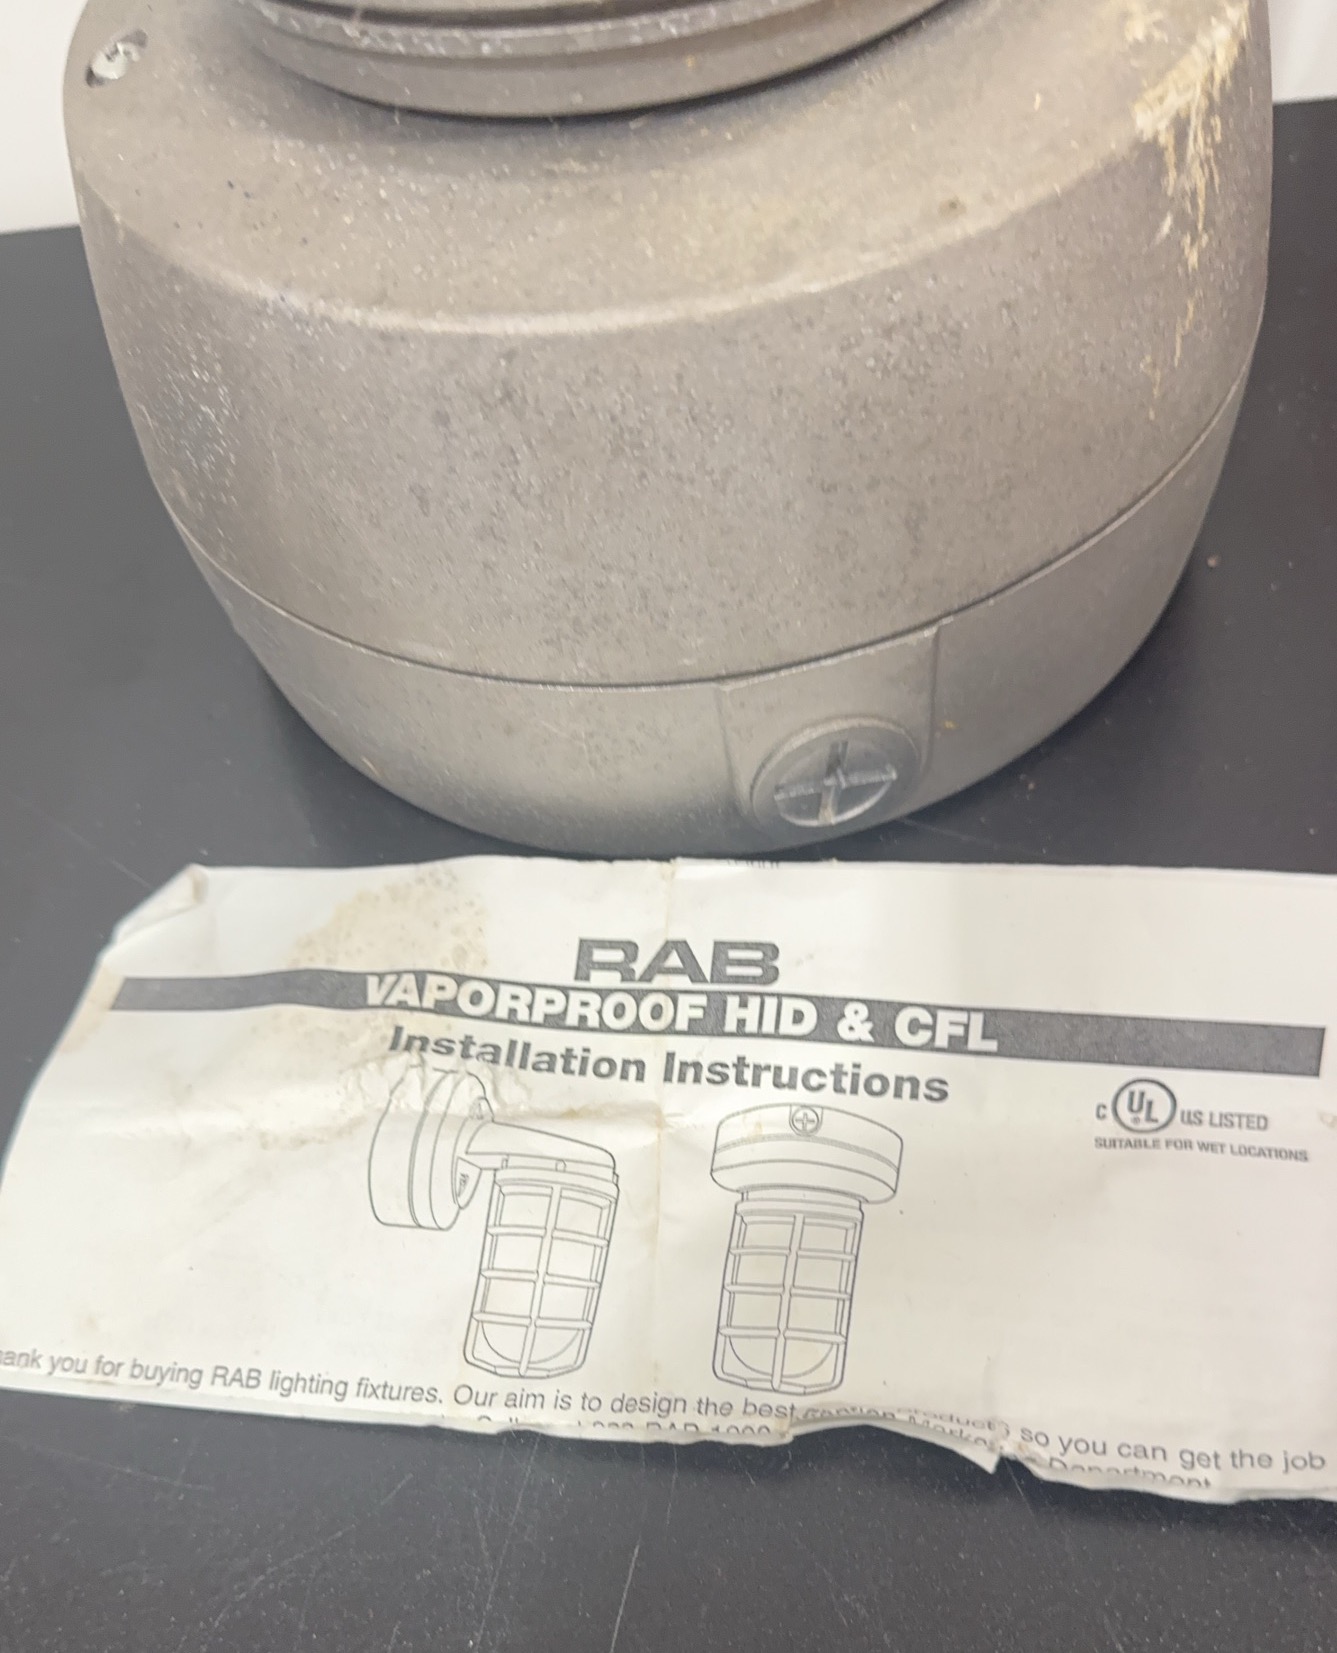 RAB
VAPORPROOF HID & CFL
Installation Instructions
C UL US LISTED
SUITABLE FOR WET LOCATIONS
ank you for buying RAB lighting fixtures. Our aim is to design the best so you can get the job